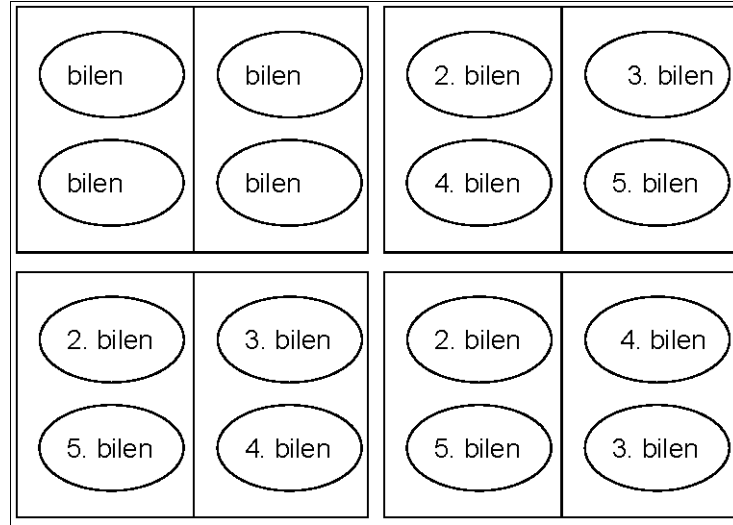 bilen bilen
bilen bilen
2. bilen 3. bilen
4. bilen 5. bilen
2. bilen 3. bilen
5. bilen 4. bilen
2. bilen 4. bilen
5. bilen 3. bilen